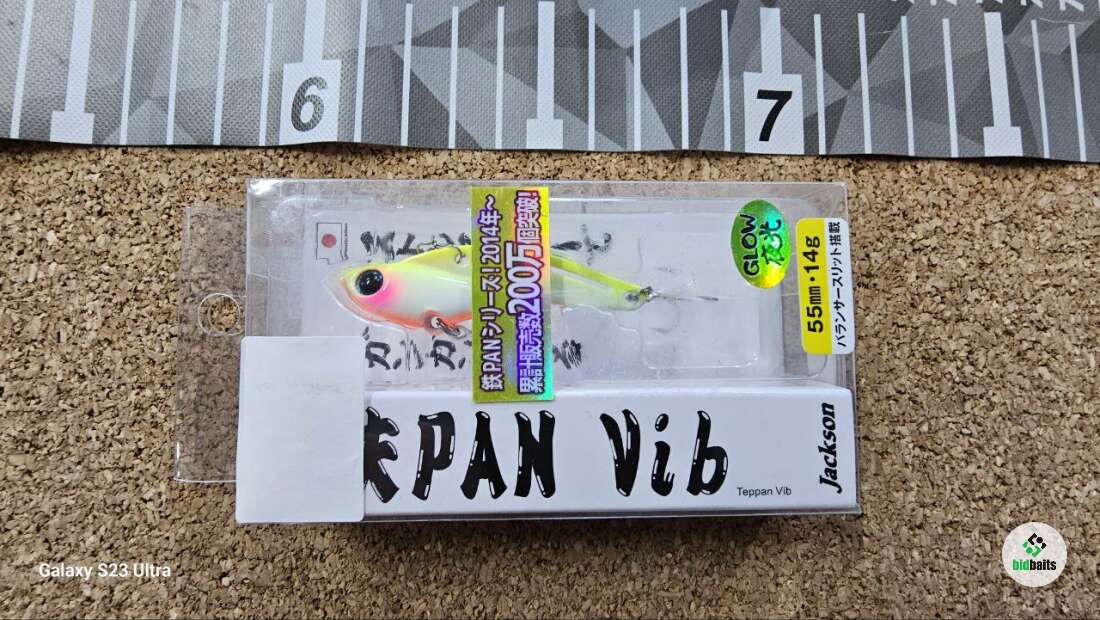 6
7
鉄PANシリーズ!2014年～
累計販売数200万個突破!
GLOW
夜光
55mm・14g
バランサースリット搭載
PAN Vib
Teppan Vib
Jackson
Galaxy S23 Ultra
bidbaits